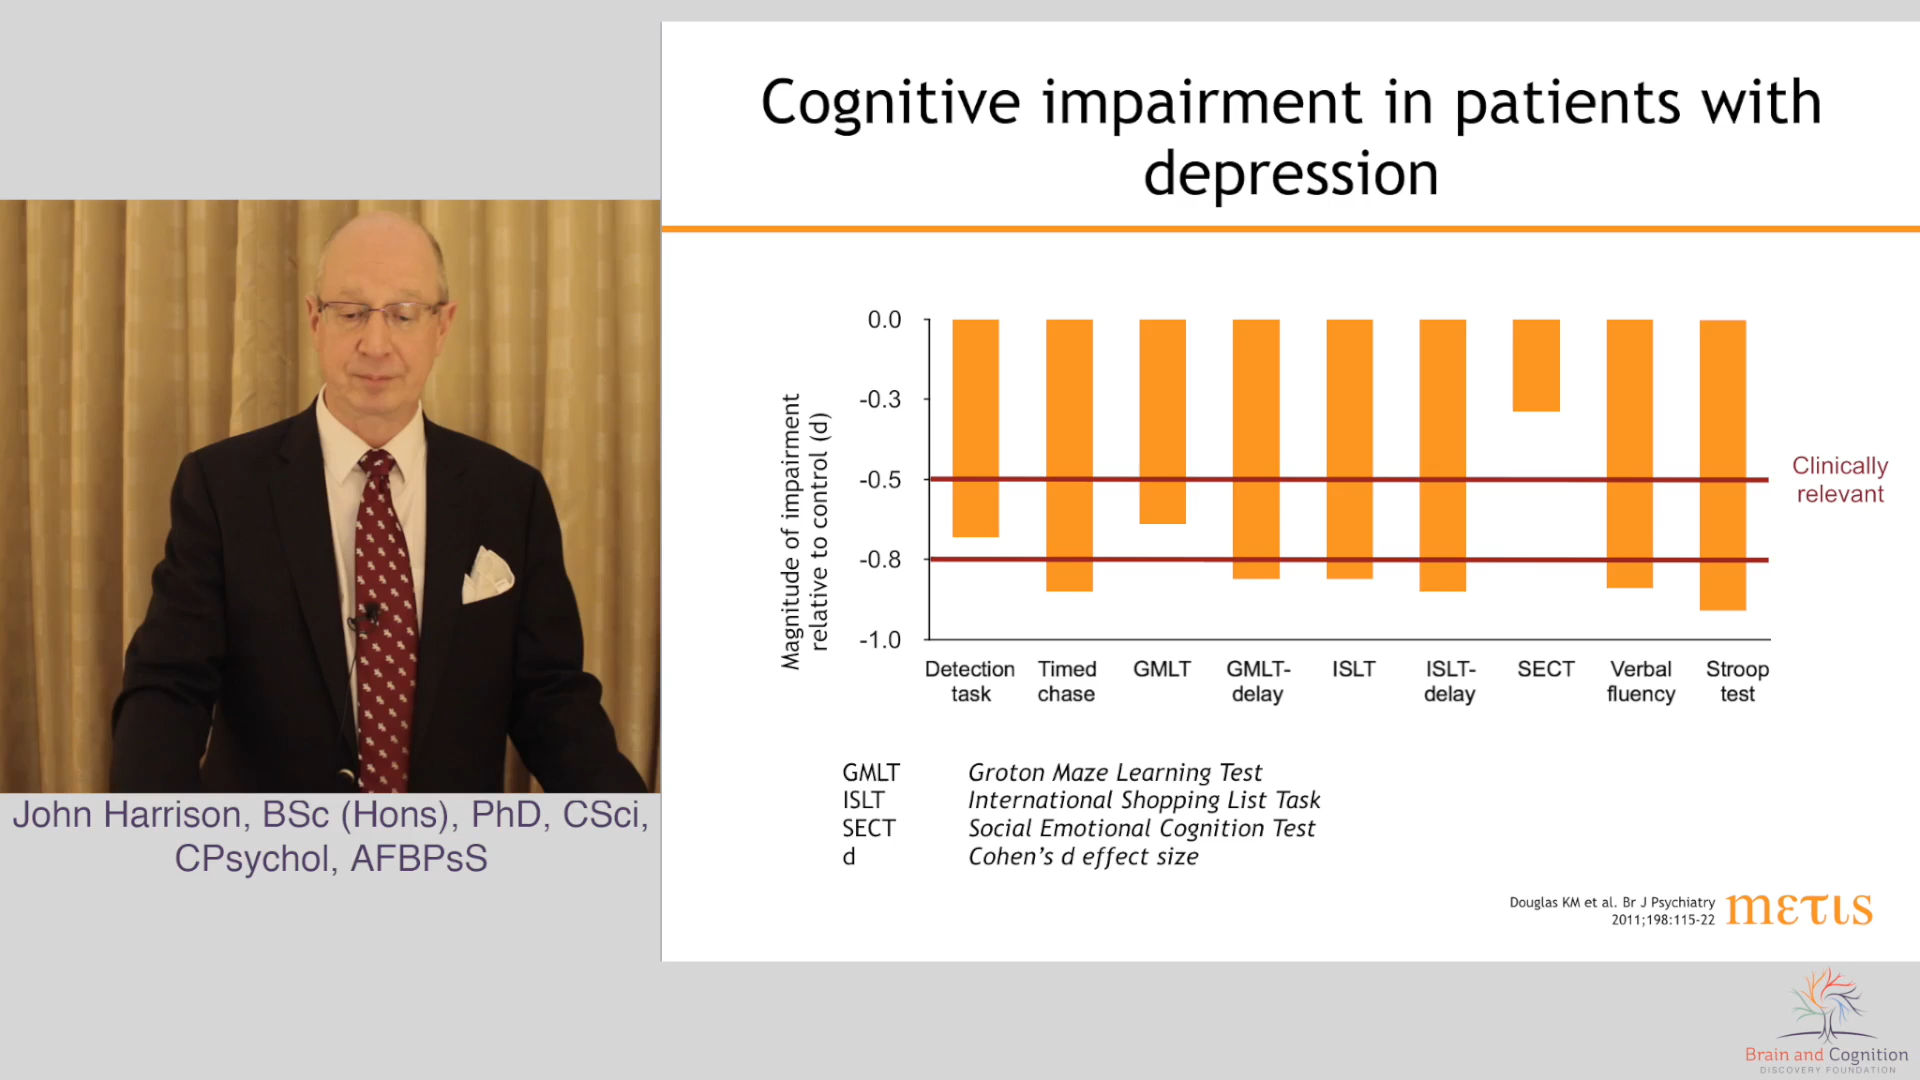 Cognitive impairment in patients with
depression
Magnitude of impairment
relative to control (d)
0.0
-0.3
-0.5
-0.8
-1.0
Clinically
relevant
Detection
task
Timed
chase
GMLT
GMLT-
delay
ISLT
ISLT-
delay
SECT
Verbal
fluency
Stroop
test
GMLT Groton Maze Learning Test
ISLT International Shopping List Task
SECT Social Emotional Cognition Test
d Cohen’s d effect size
Douglas KM et al. Br J Psychiatry
2011;198:115-22
mετιs
John Harrison, BSc (Hons), PhD, CSci,
CPsychol, AFBPsS
Brain and Cognition
DISCOVERY FOUNDATION